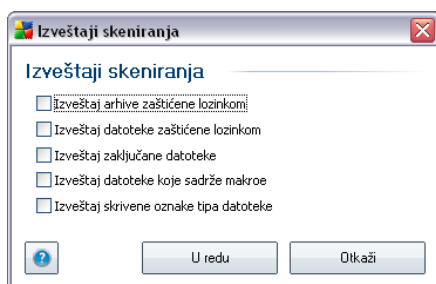 Izveštaji skeniranja
Izveštaji skeniranja
Izveštaj arhive zaštićene lozinkom
Izveštaj datoteke zaštićene lozinkom
Izveštaj zaključane datoteke
Izveštaj datoteke koje sadrže makroe
Izveštaj skrivene oznake tipa datoteke
?
U redu
Otkaži